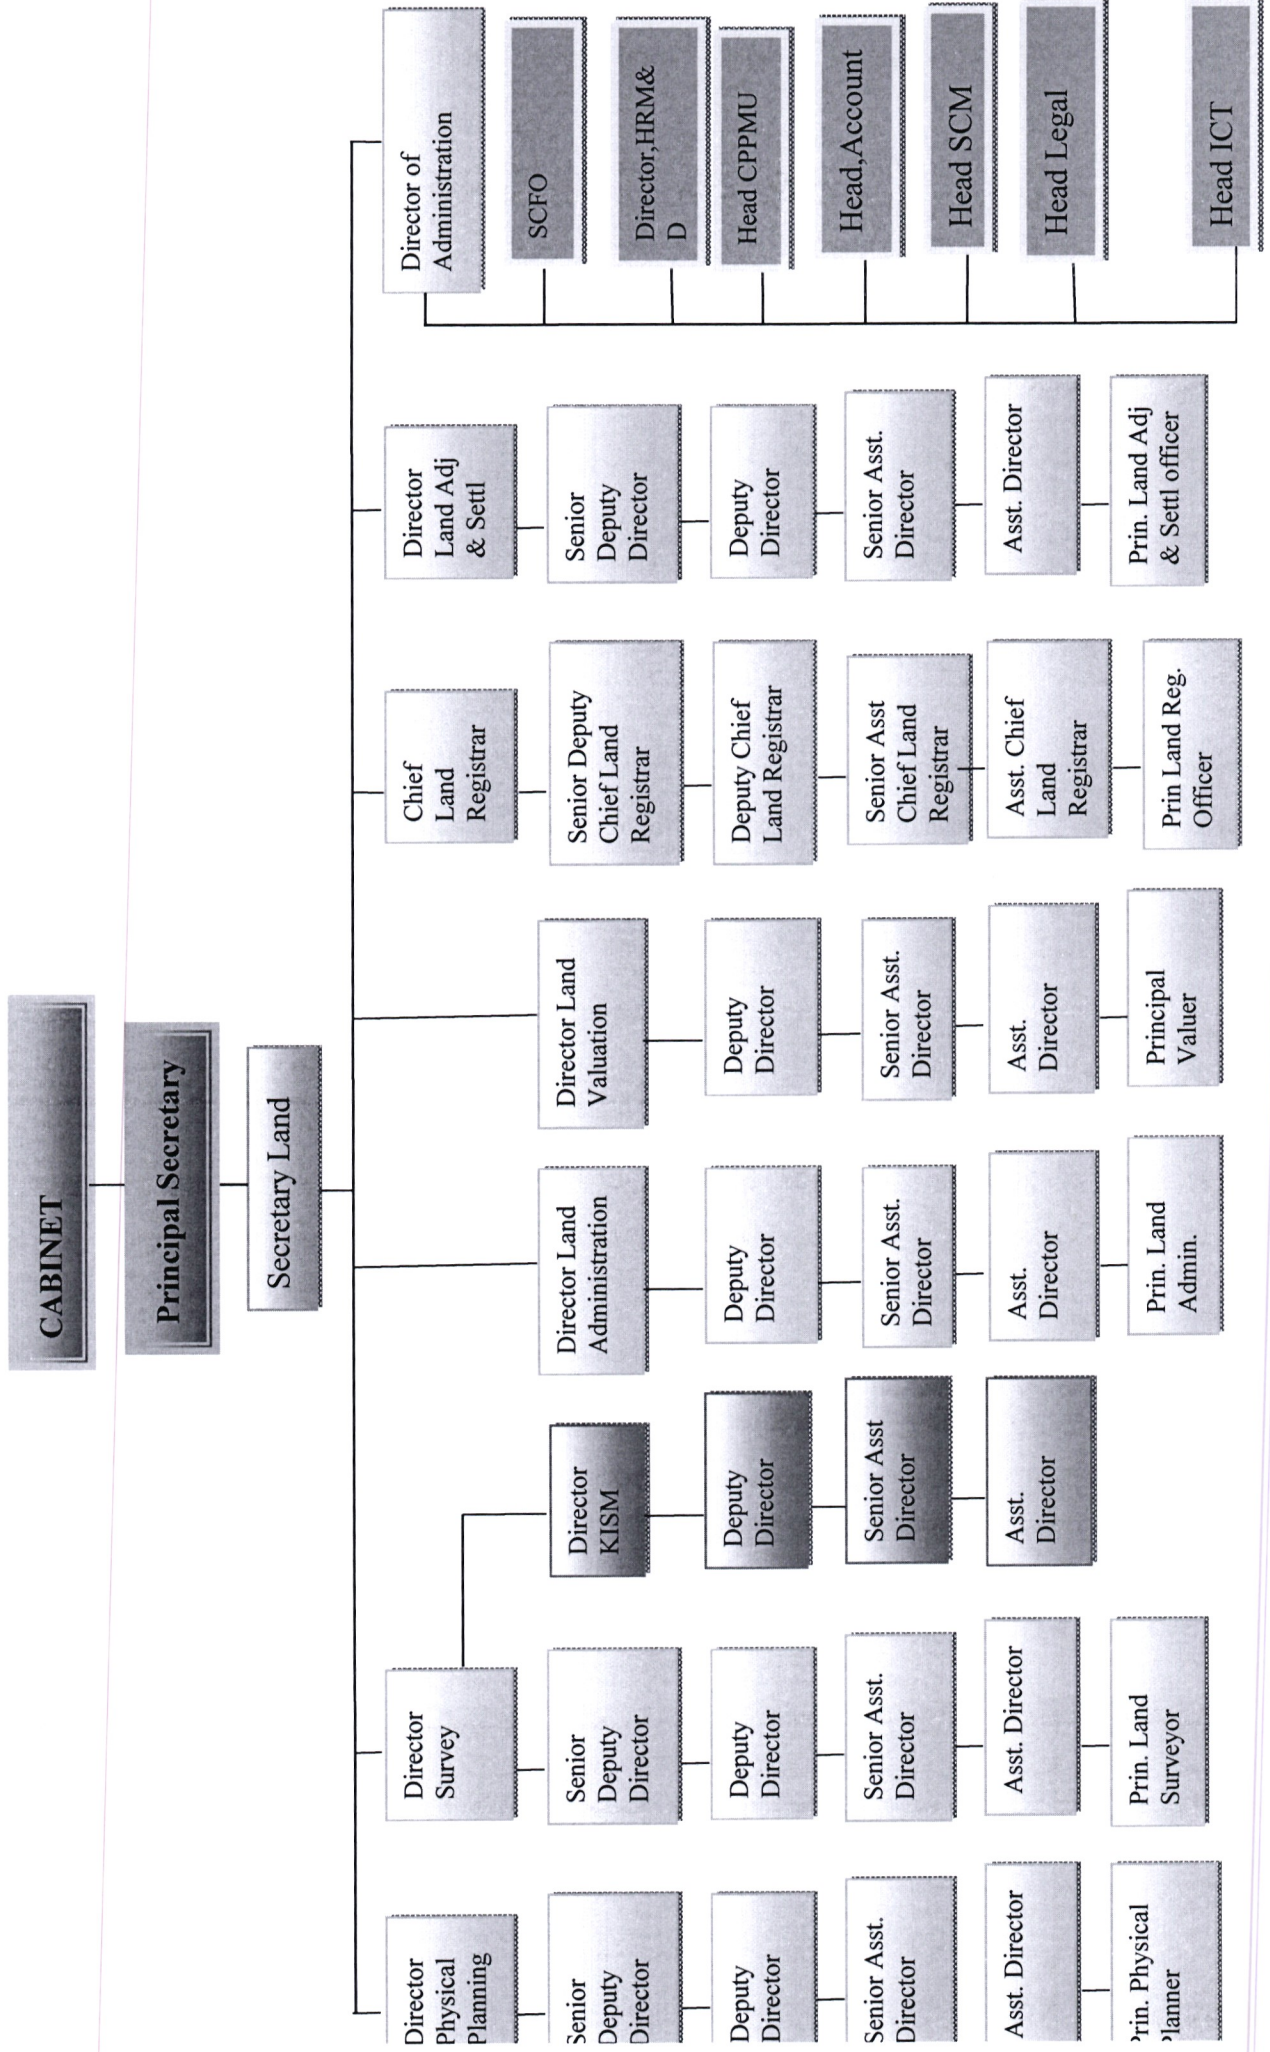 CABINET
Principal Secretary
Secretary Land
Director
Physical
Planning
Senior
Deputy
Director
Deputy
Director
Senior Asst.
Director
Asst. Director
Prin. Physical
Planner
Director
Survey
Senior
Deputy
Director
Deputy
Director
Senior Asst.
Director
Asst. Director
Prin. Land
Surveyor
Director
KISM
Deputy
Director
Senior Asst
Director
Asst.
Director
Director Land
Administration
Deputy
Director
Senior Asst.
Director
Asst.
Director
Prin. Land
Admin.
Director Land
Valuation
Deputy
Director
Senior Asst.
Director
Asst.
Director
Principal
Valuer
Chief
Land
Registrar
Senior Deputy
Chief Land
Registrar
Deputy Chief
Land Registrar
Senior Asst
Chief Land
Registrar
Asst. Chief
Land
Registrar
Prin Land Reg.
Officer
Director
Land Adj
& Settl
Senior
Deputy
Director
Deputy
Director
Senior Asst.
Director
Asst. Director
Prin. Land Adj
& Settl officer
Director of
Administration
SCFO
Director,HRM&
D
Head CPPMU
Head,Account
Head SCM
Head Legal
Head ICT